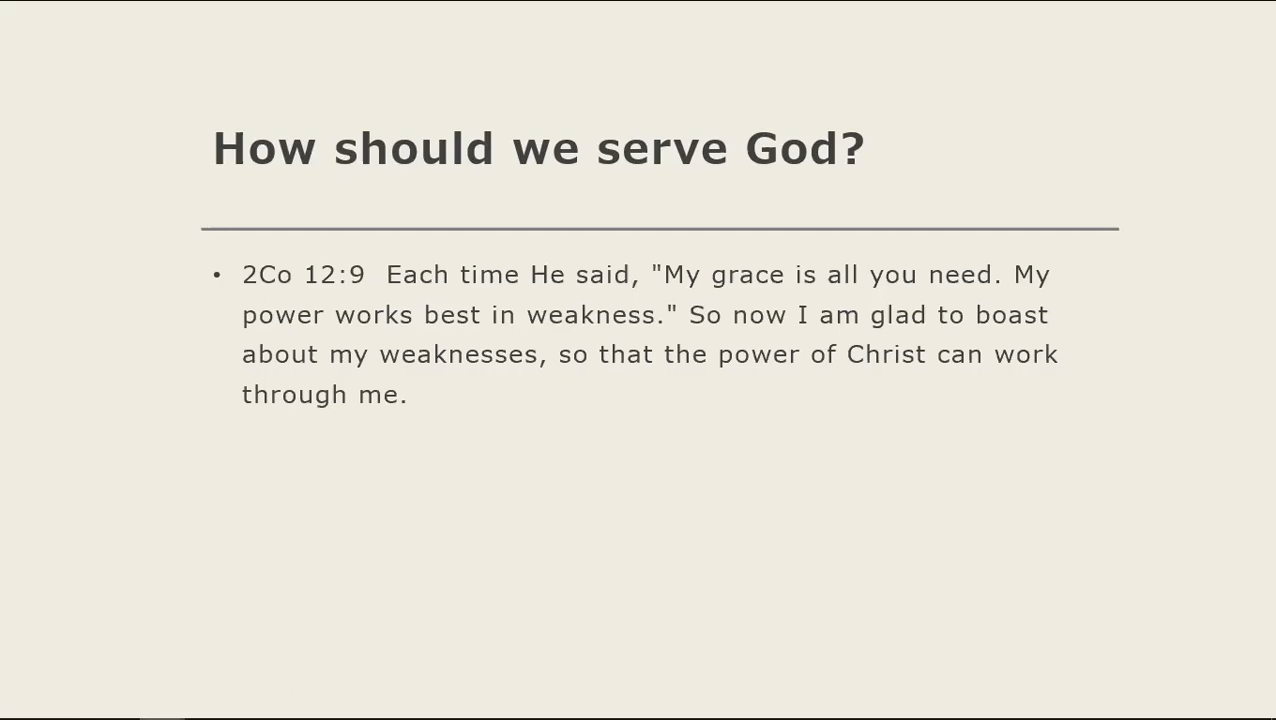 How should we serve God?
• 2Co 12:9  Each time He said, "My grace is all you need. My
power works best in weakness." So now I am glad to boast
about my weaknesses, so that the power of Christ can work
through me.